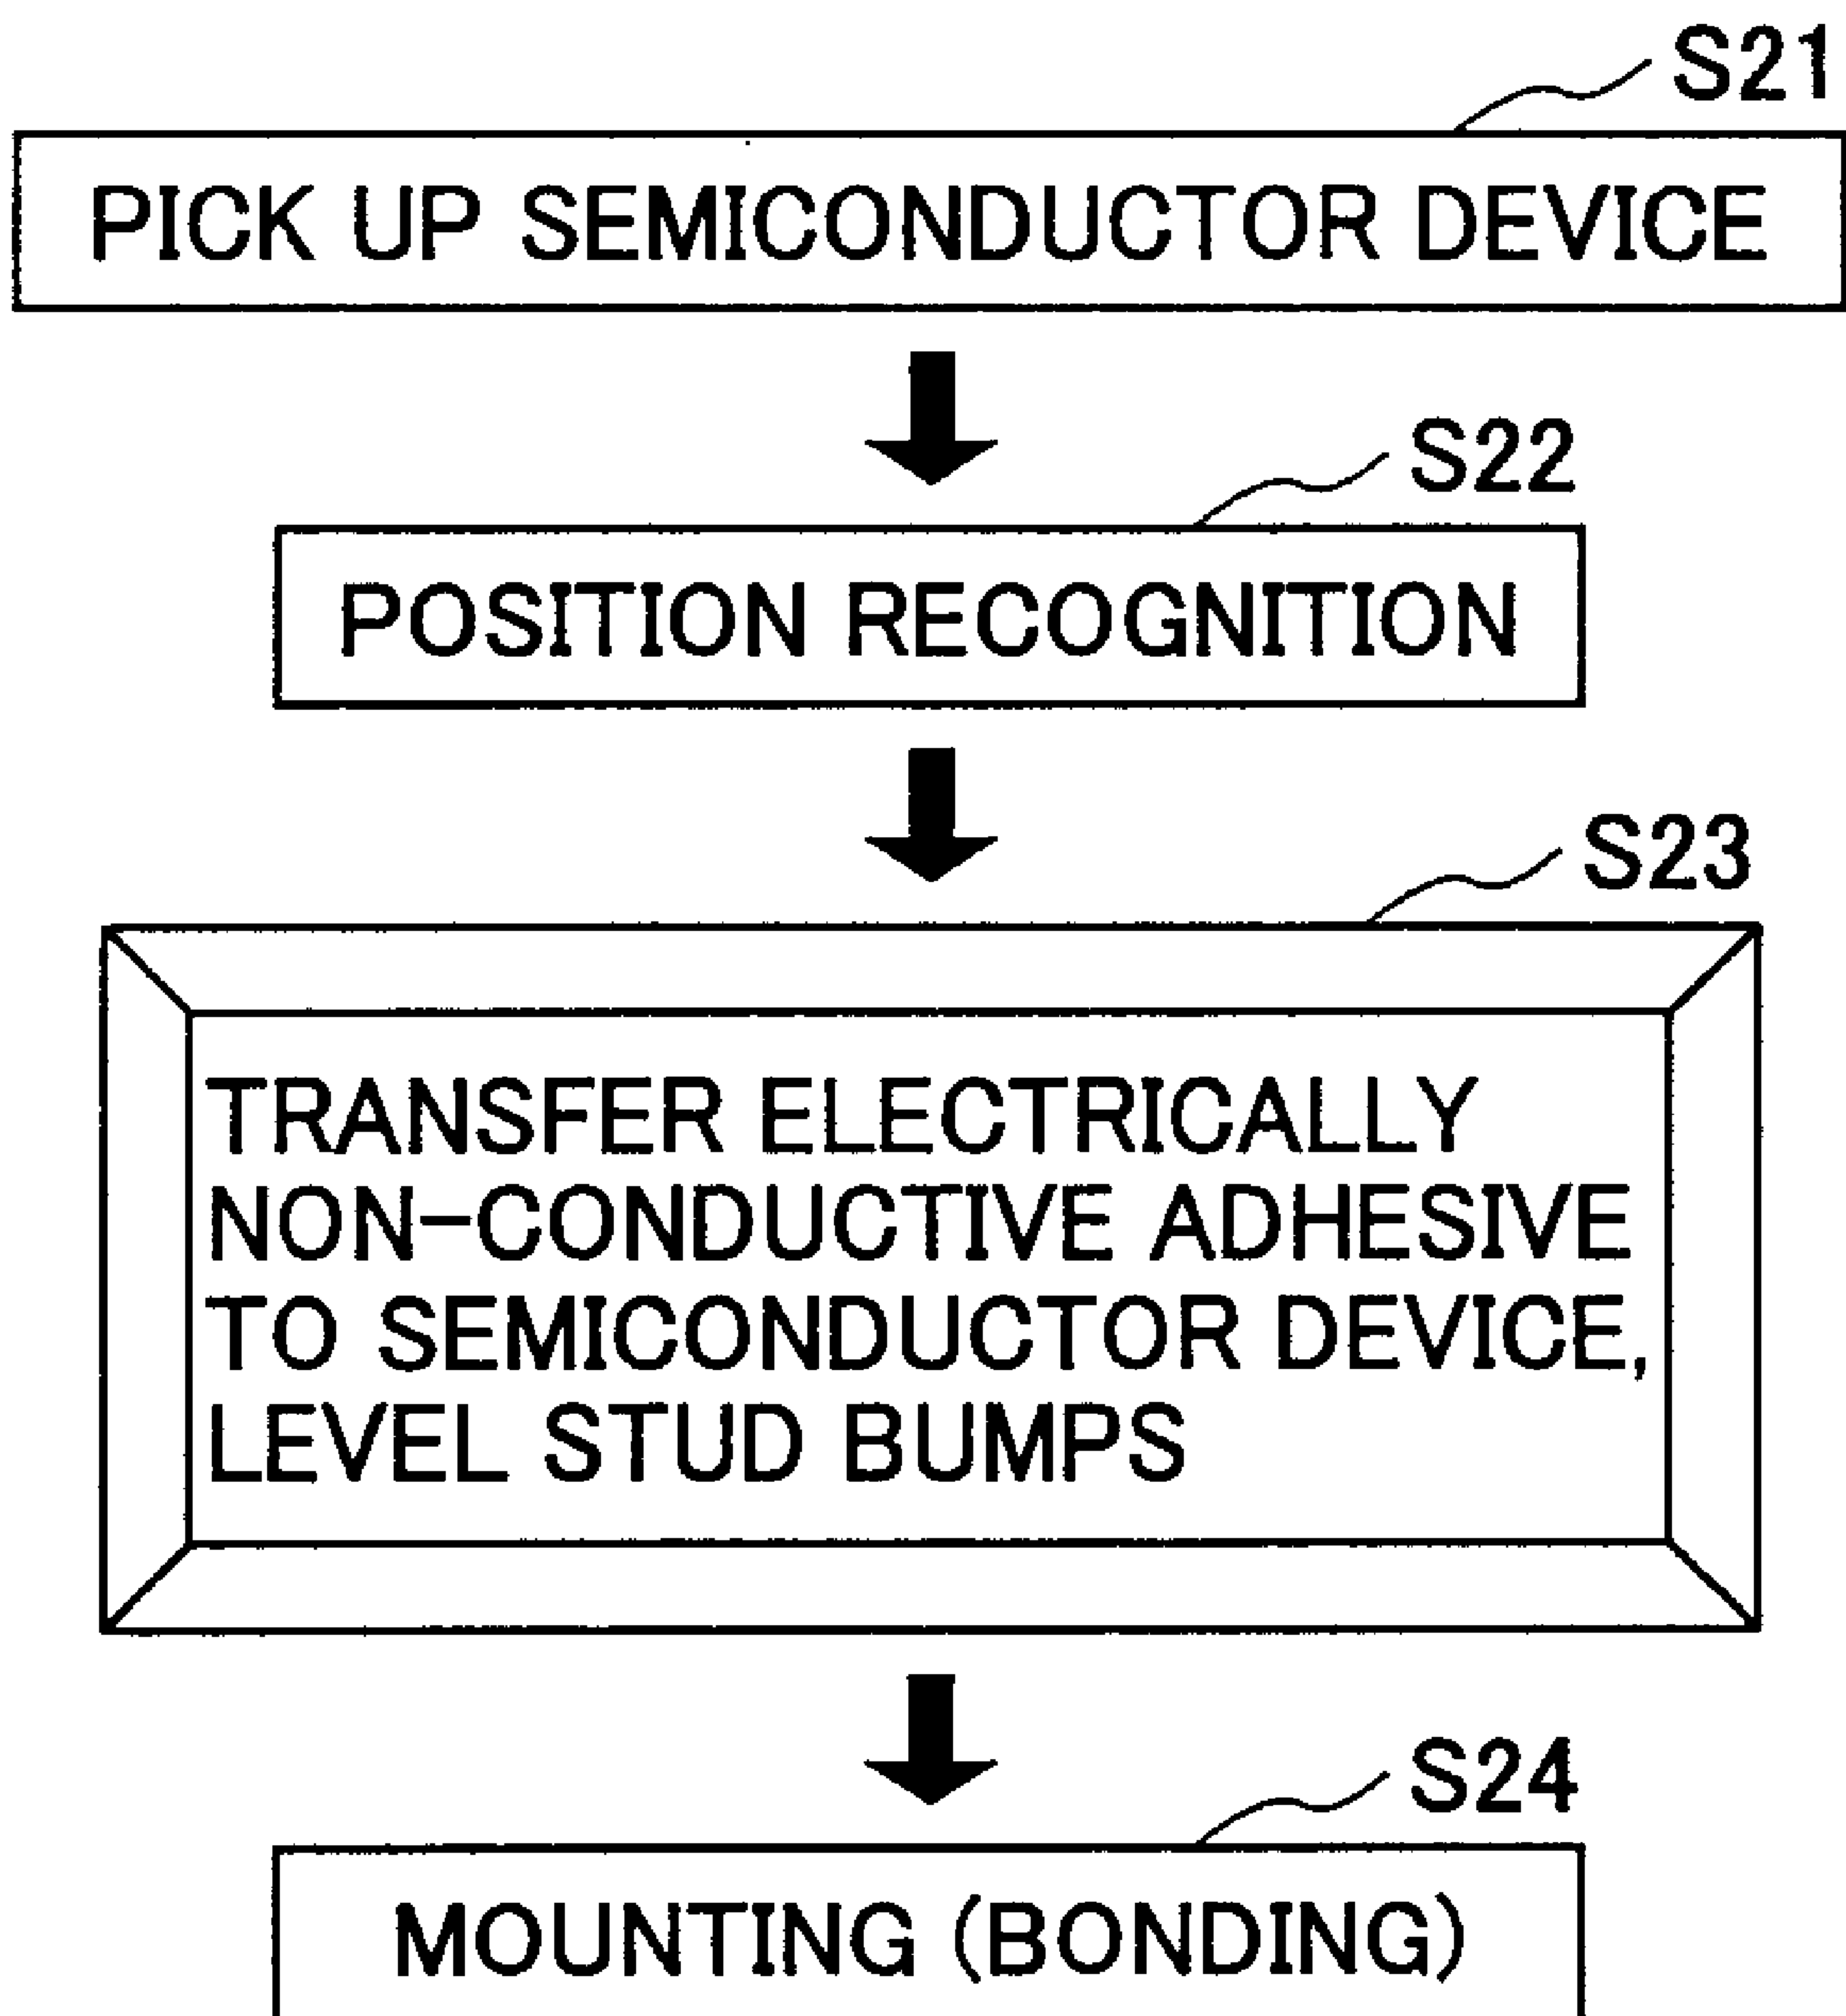 S21
PICK UP SEMICONDUCTOR DEVICE
S22
POSITION RECOGNITION
S23
TRANSFER ELECTRICALLY
NON-CONDUCTIVE ADHESIVE
TO SEMICONDUCTOR DEVICE,
LEVEL STUD BUMPS
S24
MOUNTING (BONDING)